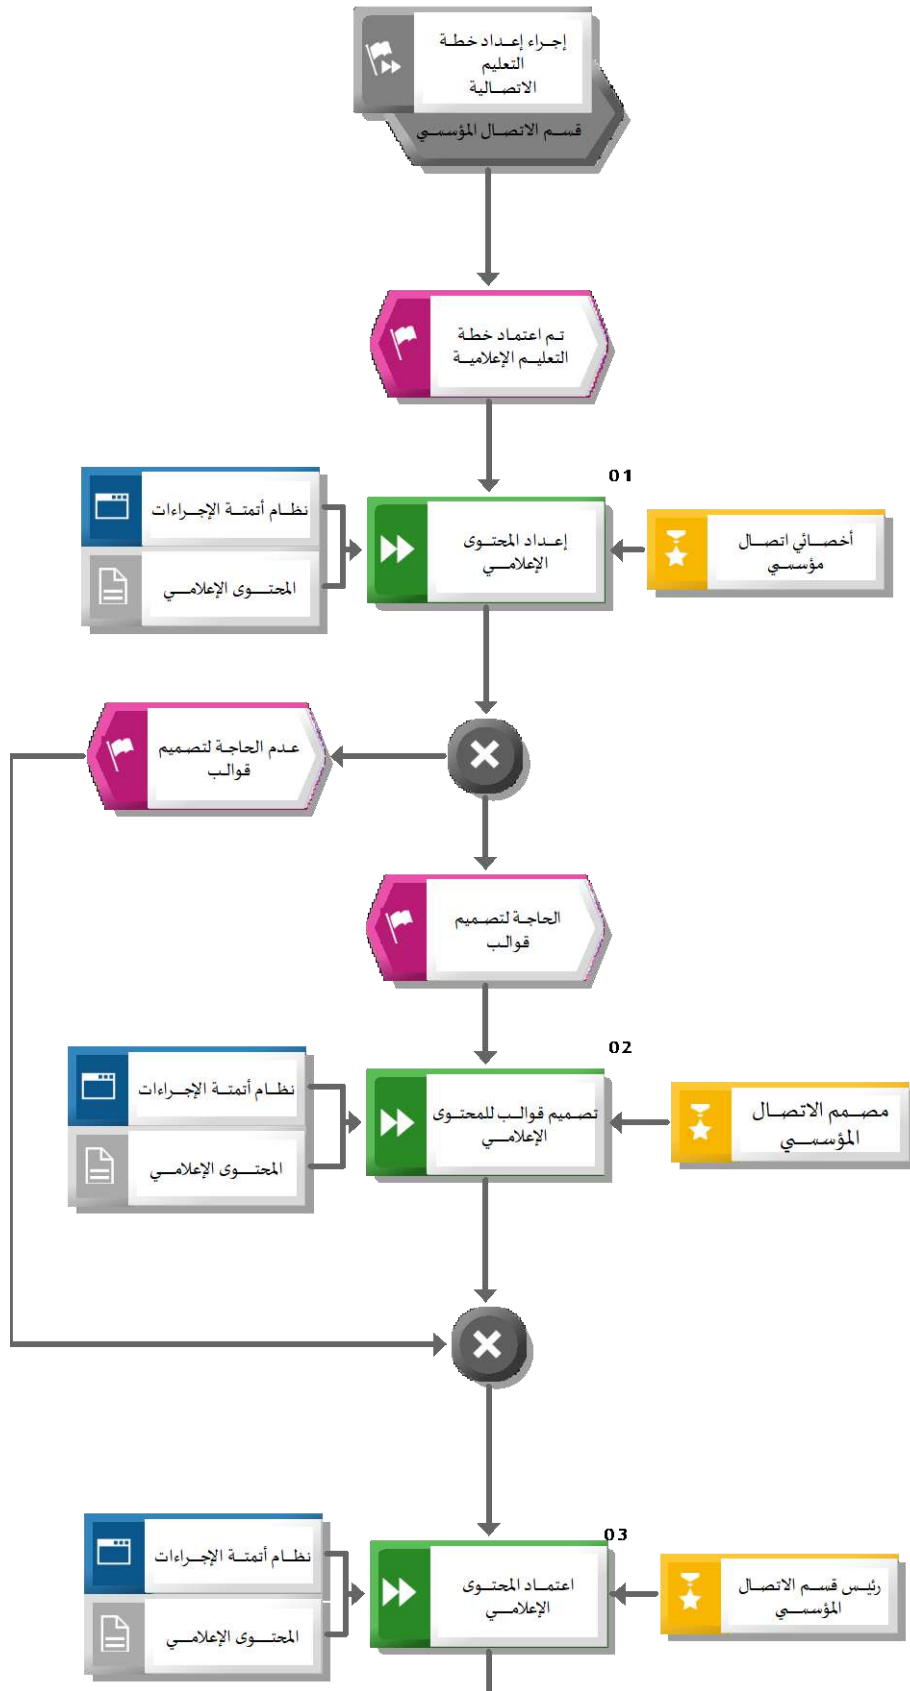 إجراء إعداد خطة
التعليم
الاتصالية
قسم الاتصال المؤسسي
تم اعتماد خطة
التعليم الإعلامية
01
أخصائي اتصال
مؤسسي
إعداد المحتوى
الإعلامي
نظام أتمتة الإجراءات
المحتوى الإعلامي
عدم الحاجة لتصميم
قوالب
الحاجة لتصميم
قوالب
02
مصمم الاتصال
المؤسسي
تصميم قوالب للمحتوى
الإعلامي
نظام أتمتة الإجراءات
المحتوى الإعلامي
03
رئيس قسم الاتصال
المؤسسي
اعتماد المحتوى
الإعلامي
نظام أتمتة الإجراءات
المحتوى الإعلامي